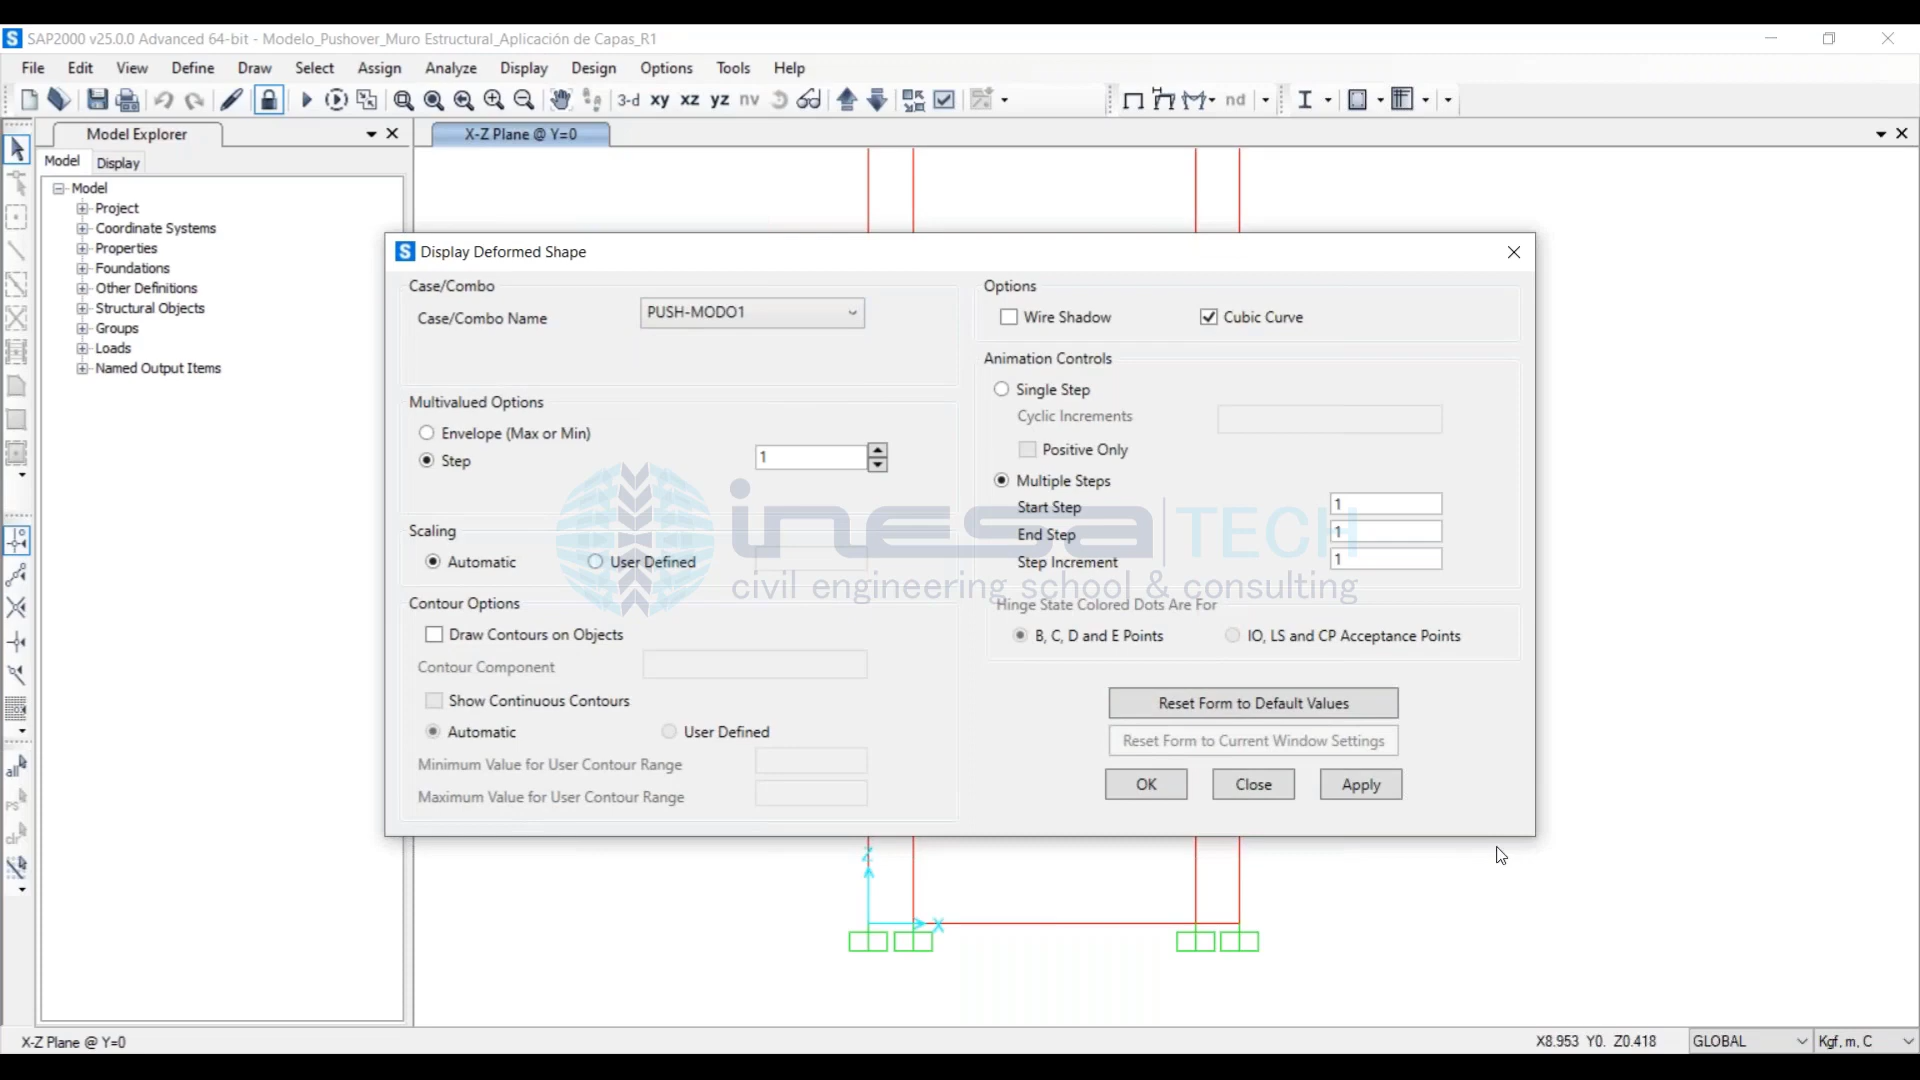 SAP2000 v25.0.0 Advanced 64-bit - Modelo_Pushover_Muro Estructural_Aplicación de Capas_R1
File Edit View Define Draw Select Assign Analyze Display Design Options Tools Help
3-d xy xz yz nv nd
Model Explorer
X-Z Plane @ Y=0
Model Display
Model
Project
Coordinate Systems
Properties
Foundations
Other Definitions
Structural Objects
Groups
Loads
Named Output Items
all
ps
clr
Display Deformed Shape
Case/Combo
Case/Combo Name PUSH-MODO1
Multivalued Options
Envelope (Max or Min)
Step 1
Scaling
Automatic User Defined
Contour Options
Draw Contours on Objects
Contour Component
Show Continuous Contours
Automatic User Defined
Minimum Value for User Contour Range
Maximum Value for User Contour Range
Options
Wire Shadow Cubic Curve
Animation Controls
Single Step
Cyclic Increments
Positive Only
Multiple Steps
Start Step 1
End Step 1
Step Increment 1
Hinge State Colored Dots Are For
B, C, D and E Points IO, LS and CP Acceptance Points
Reset Form to Default Values
Reset Form to Current Window Settings
OK Close Apply
inesa TECH
civil engineering school & consulting
Z
X
X-Z Plane @ Y=0
X8.953 Y0. Z0.418
GLOBAL
Kgf, m, C